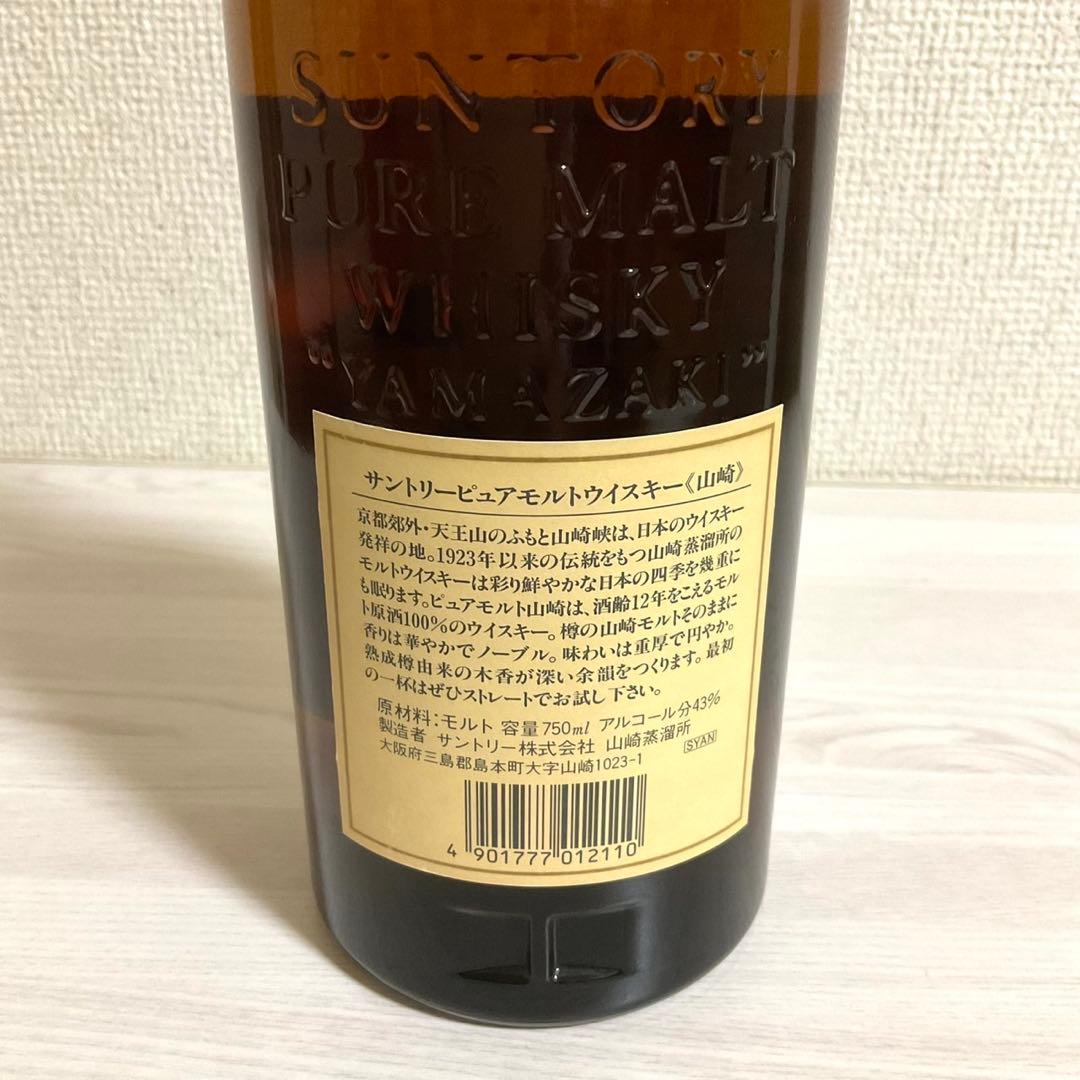 SUNTORY
PURE MALT
WHISKY
"YAMAZAKI"
サントリーピュアモルトウイスキー《山崎》
京都郊外・天王山のふもと山崎峡は、日本のウイスキー
発祥の地。1923年以来の伝統をもつ山崎蒸溜所の
モルトウイスキーは彩り鮮やかな日本の四季を幾重に
も眠ります。ピュアモルト山崎は、酒齢12年をこえるモル
ト原酒100%のウイスキー。樽の山崎モルトそのままに
香りは華やかでノーブル。味わいは重厚で円やか。
熟成樽由来の木香が深い余韻をつくります。最初
の一杯はぜひストレートでお試し下さい。
原材料:モルト 容量750ml アルコール分43%
製造者 サントリー株式会社 山崎蒸溜所
大阪府三島郡島本町大字山崎1023-1
SYAN
4 901777 012110